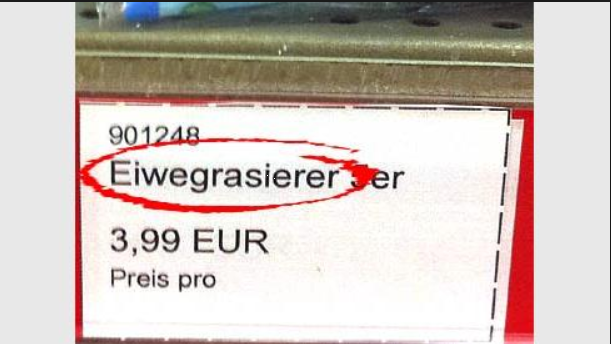 901248
Eiwegrasierer 3er
3,99 EUR
Preis pro